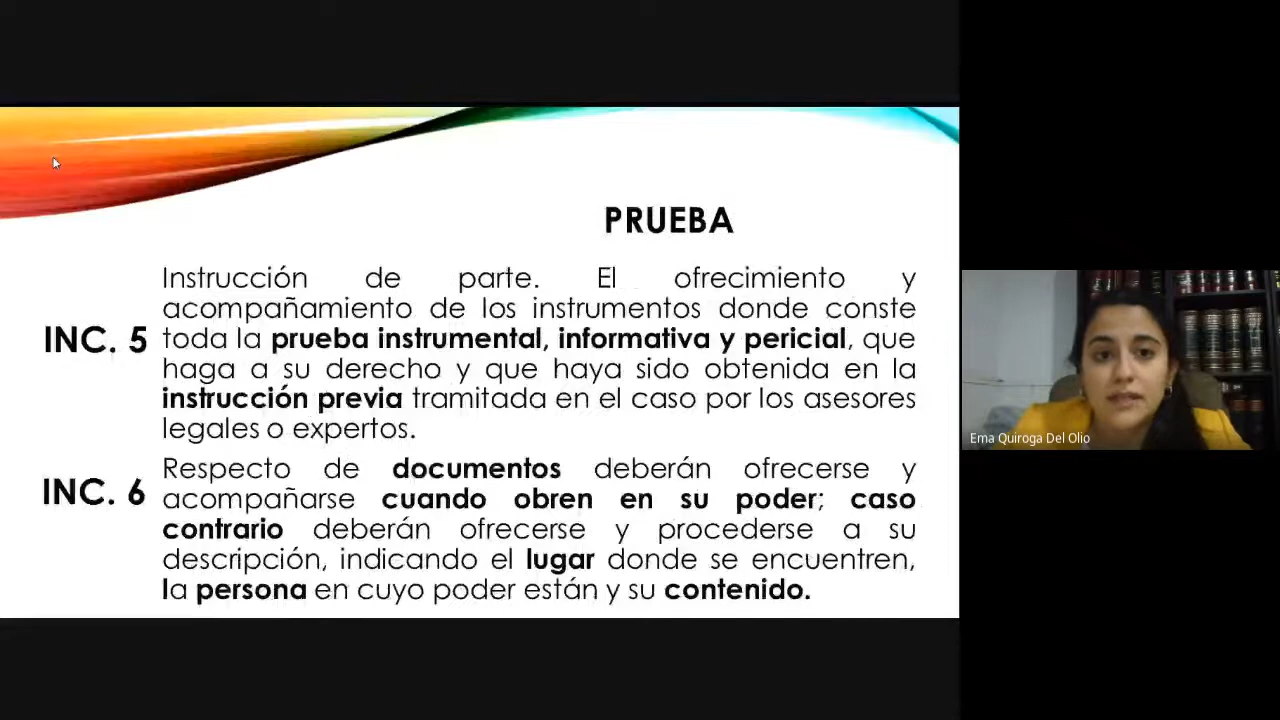 PRUEBA
INC. 5
Instrucción de parte. El ofrecimiento y
acompañamiento de los instrumentos donde conste
toda la prueba instrumental, informativa y pericial, que
haga a su derecho y que haya sido obtenida en la
instrucción previa tramitada en el caso por los asesores
legales o expertos.
INC. 6
Respecto de documentos deberán ofrecerse y
acompañarse cuando obren en su poder; caso
contrario deberán ofrecerse y procederse a su
descripción, indicando el lugar donde se encuentren,
la persona en cuyo poder están y su contenido.
Ema Quiroga Del Olio